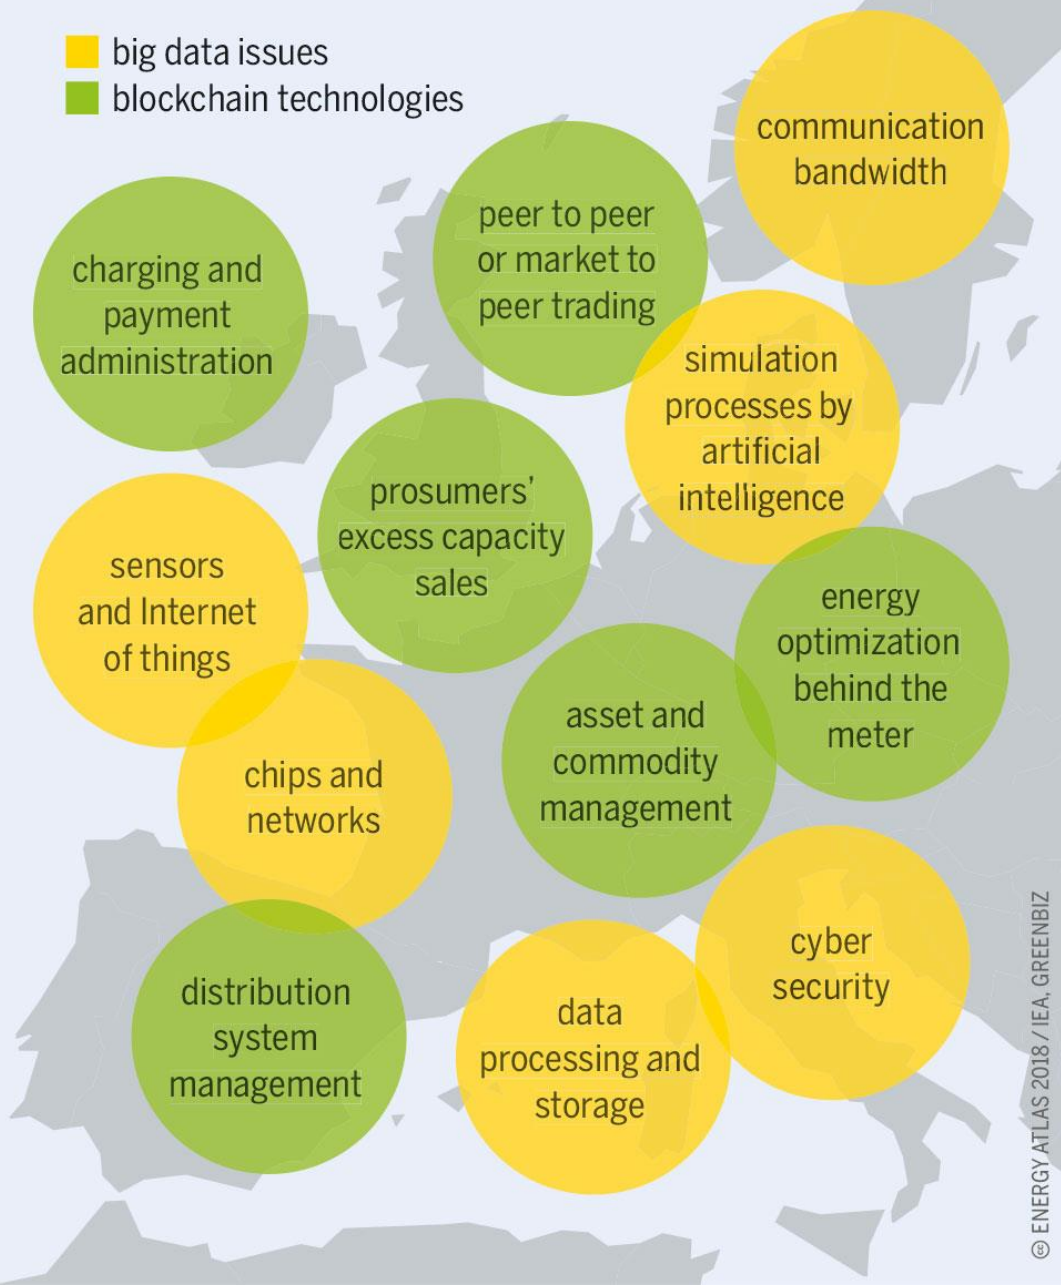 big data issues
blockchain technologies
communication
bandwidth
peer to peer
or market to
peer trading
charging and
payment
administration
simulation
processes by
artificial
intelligence
prosumers’
excess capacity
sales
sensors
and Internet
of things
energy
optimization
behind the
meter
asset and
commodity
management
chips and
networks
cyber
security
distribution
system
management
data
processing and
storage
cc ENERGY ATLAS 2018 / IEA, GREENBIZ